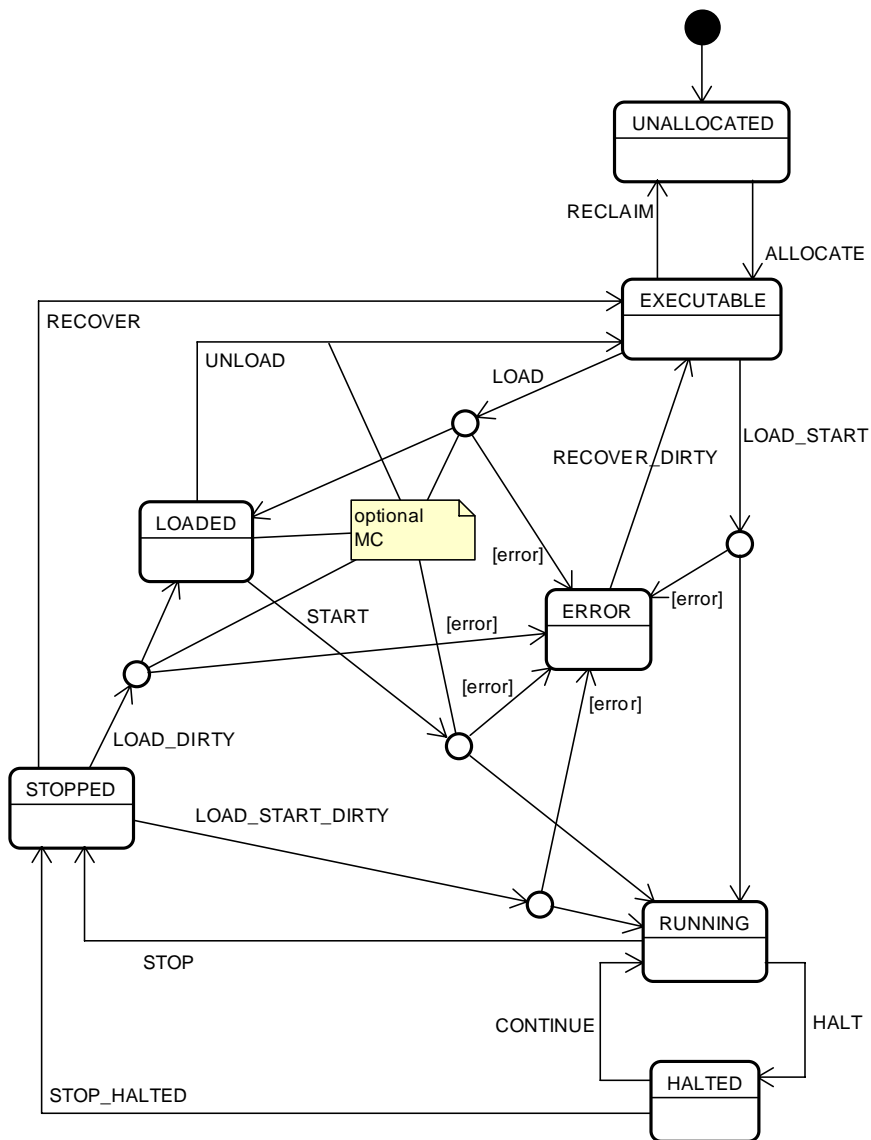 UNALLOCATED
RECLAIM
ALLOCATE
EXECUTABLE
RECOVER
UNLOAD
LOAD
LOAD_START
RECOVER_DIRTY
LOADED
optional
MC
[error]
START
[error]
ERROR
[error]
[error]
[error]
LOAD_DIRTY
STOPPED
LOAD_START_DIRTY
RUNNING
STOP
CONTINUE
HALT
HALTED
STOP_HALTED